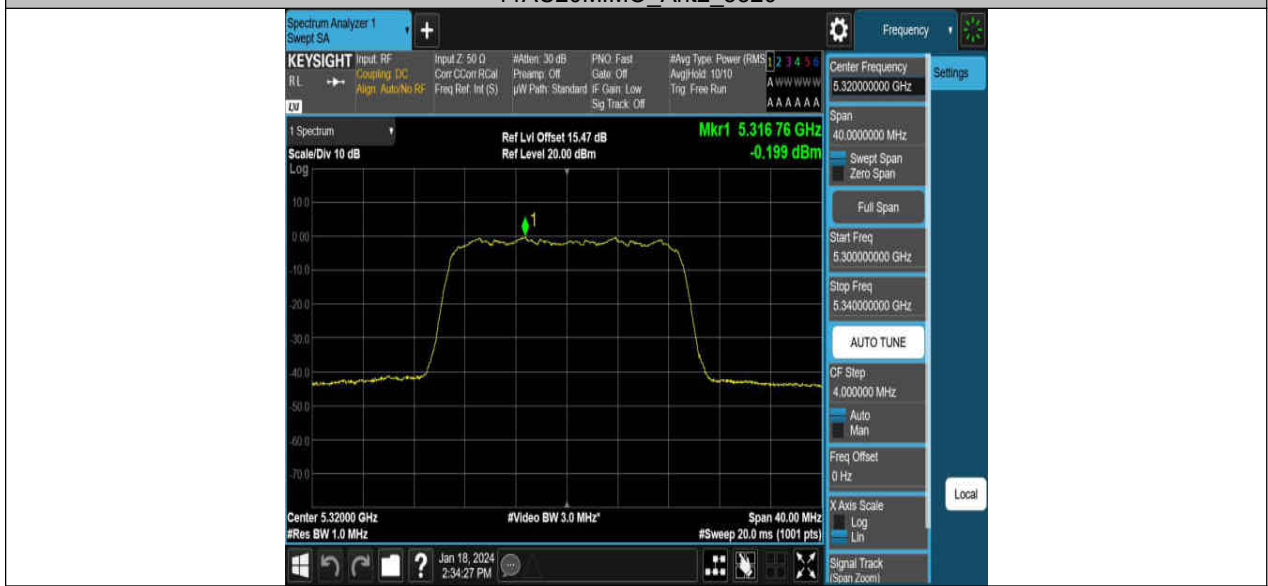 Spectrum Analyzer 1
Swept SA
+
Frequency
KEYSIGHT
RL
LXI
Input: RF
Coupling: DC
Align: Auto/No RF
Input Z: 50 Ω
Corr CCorr RCal
Freq Ref: Int (S)
#Atten: 30 dB
Preamp: Off
µW Path: Standard
PNO: Fast
Gate: Off
IF Gain: Low
Sig Track: Off
#Avg Type: Power (RMS
Avg|Hold: 10/10
Trig: Free Run
1 2 3 4 5 6
A W W W W W
A A A A A A
Center Frequency
5.320000000 GHz
Settings
Span
40.0000000 MHz
Swept Span
Zero Span
Full Span
Start Freq
5.300000000 GHz
Stop Freq
5.340000000 GHz
AUTO TUNE
CF Step
4.000000 MHz
Auto
Man
Freq Offset
0 Hz
X Axis Scale
Log
Lin
Signal Track
(Span Zoom)
Local
1 Spectrum
Scale/Div 10 dB
Log
Ref Lvl Offset 15.47 dB
Ref Level 20.00 dBm
Mkr1 5.316 76 GHz
-0.199 dBm
1
10.0
0.00
-10.0
-20.0
-30.0
-40.0
-50.0
-60.0
-70.0
Center 5.32000 GHz
#Res BW 1.0 MHz
#Video BW 3.0 MHz*
Span 40.00 MHz
#Sweep 20.0 ms (1001 pts)
?
Jan 18, 2024
2:34:27 PM